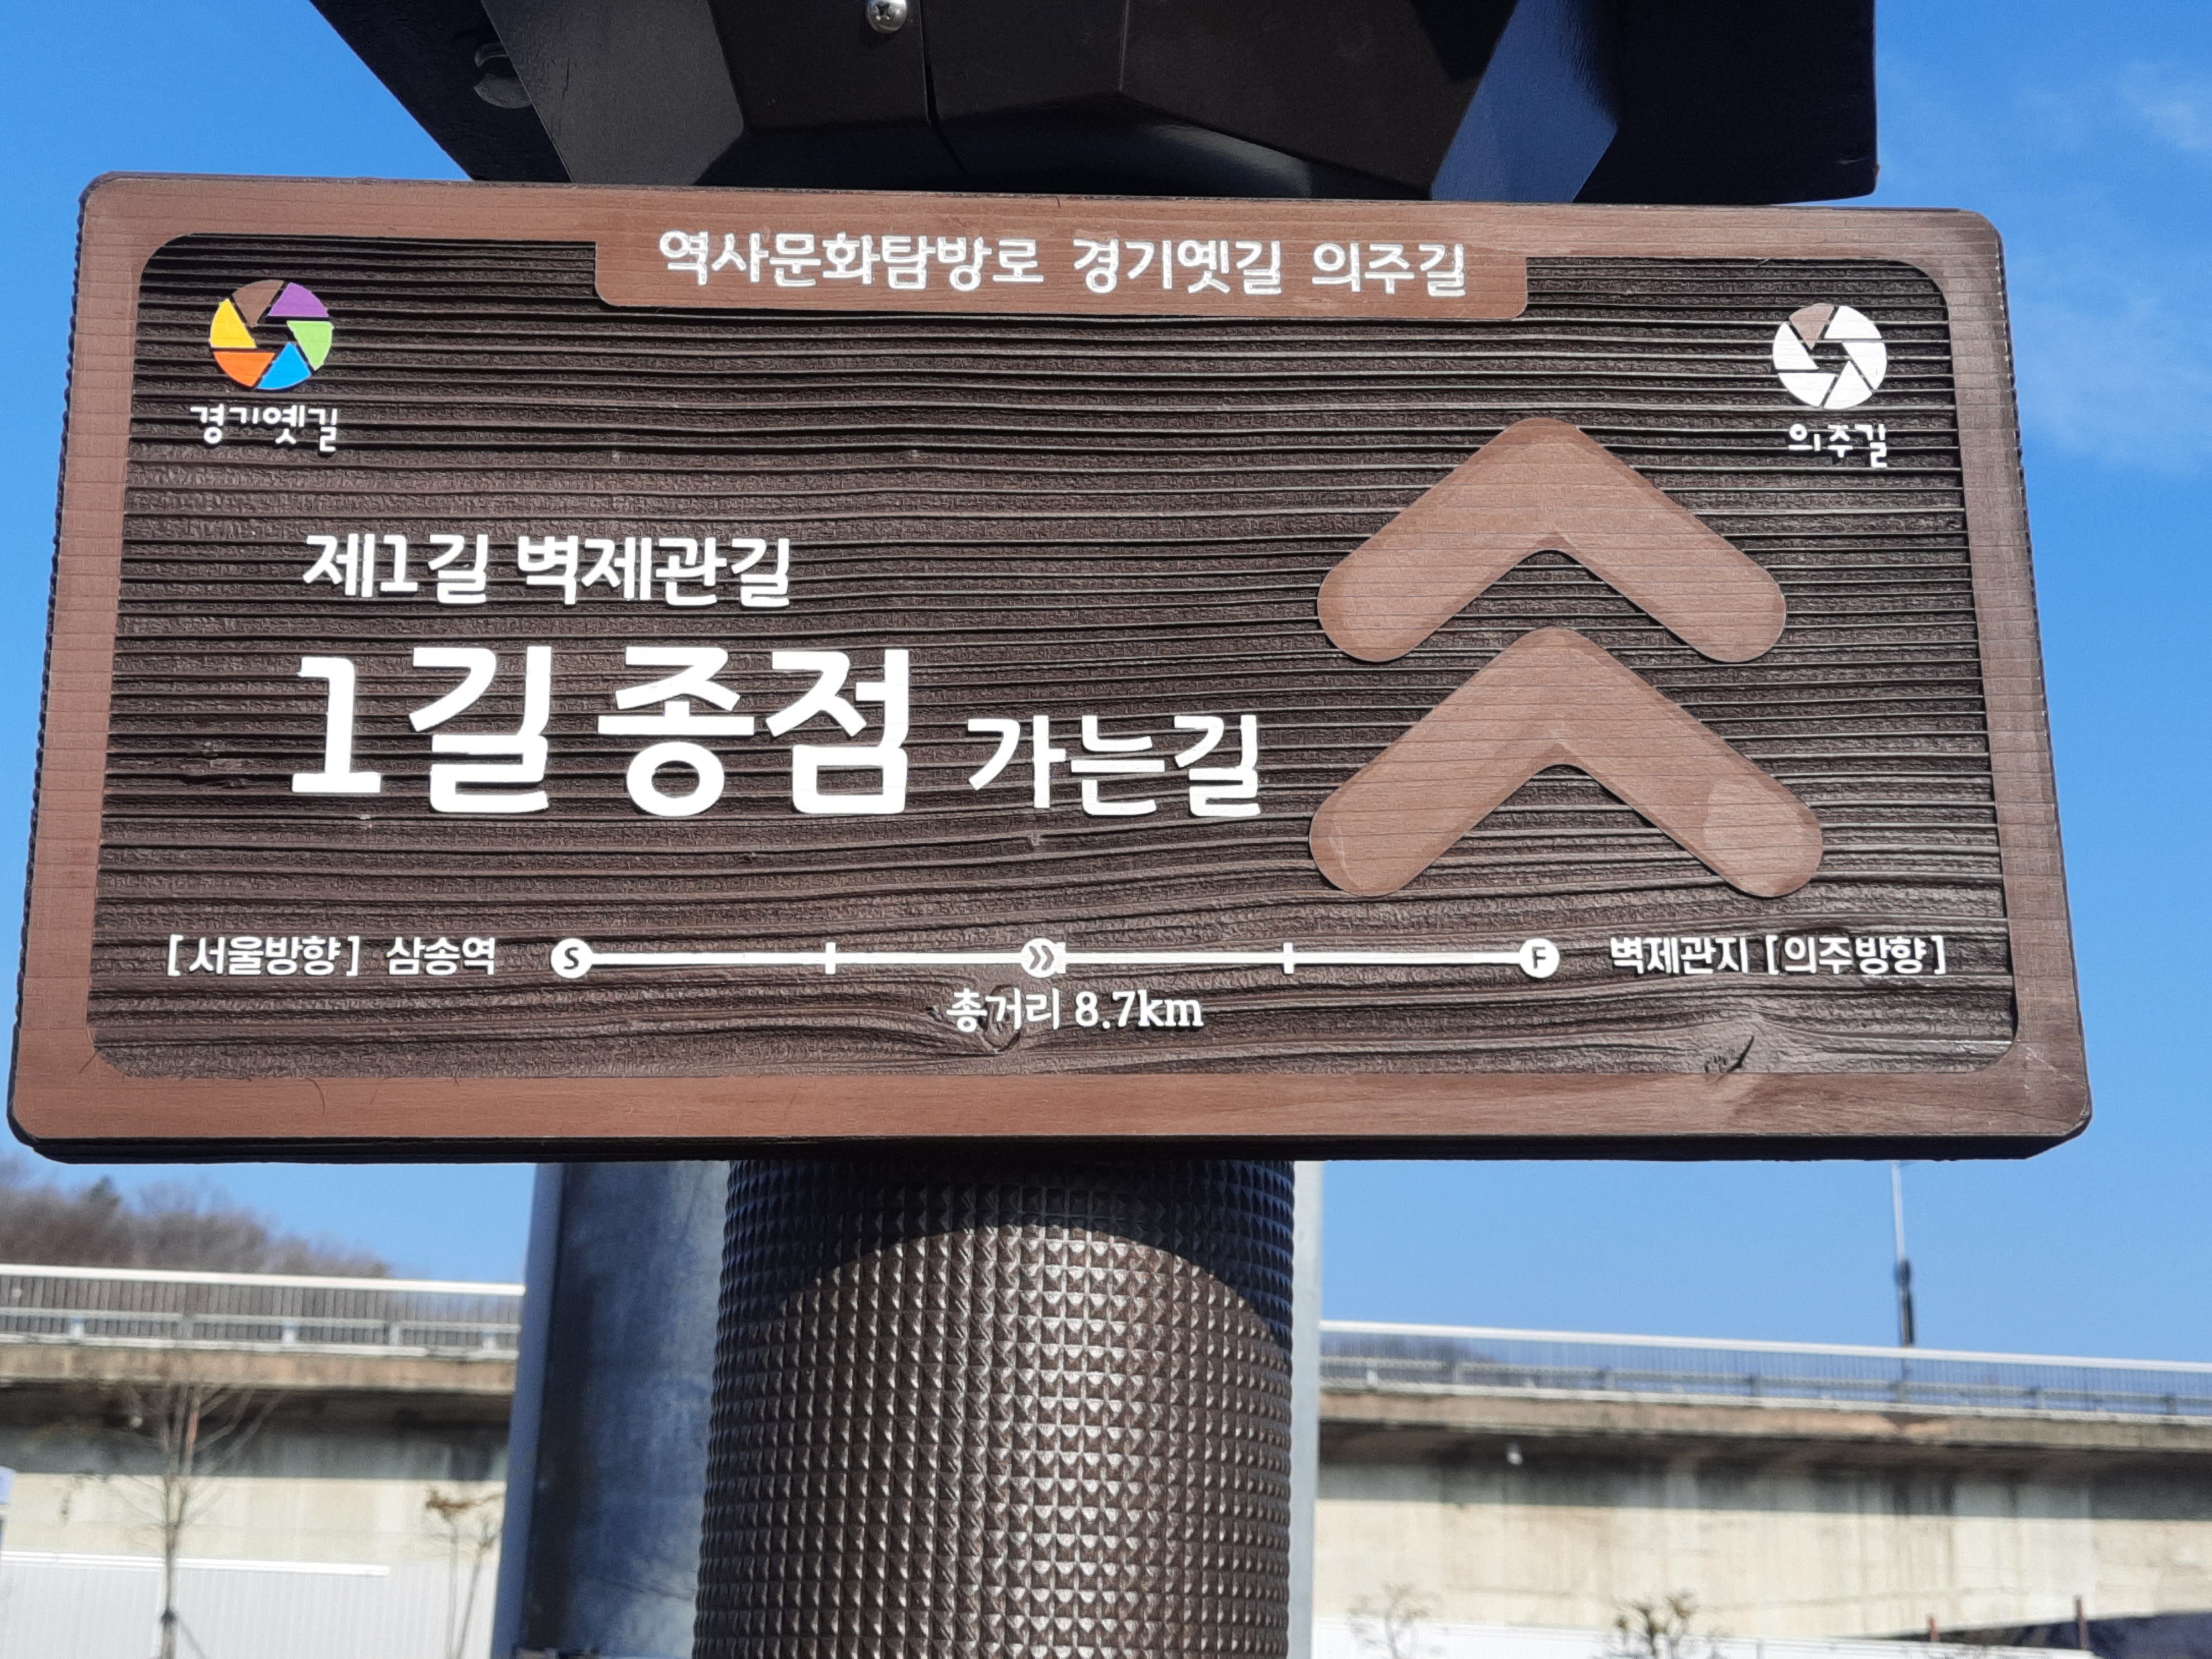 역사문화탐방로 경기옛길 의주길
경기옛길
의주길
제1길 벽제관길
1길 종점 가는길
[서울방향] 삼송역 S F 벽제관지 [의주방향]
총거리 8.7km